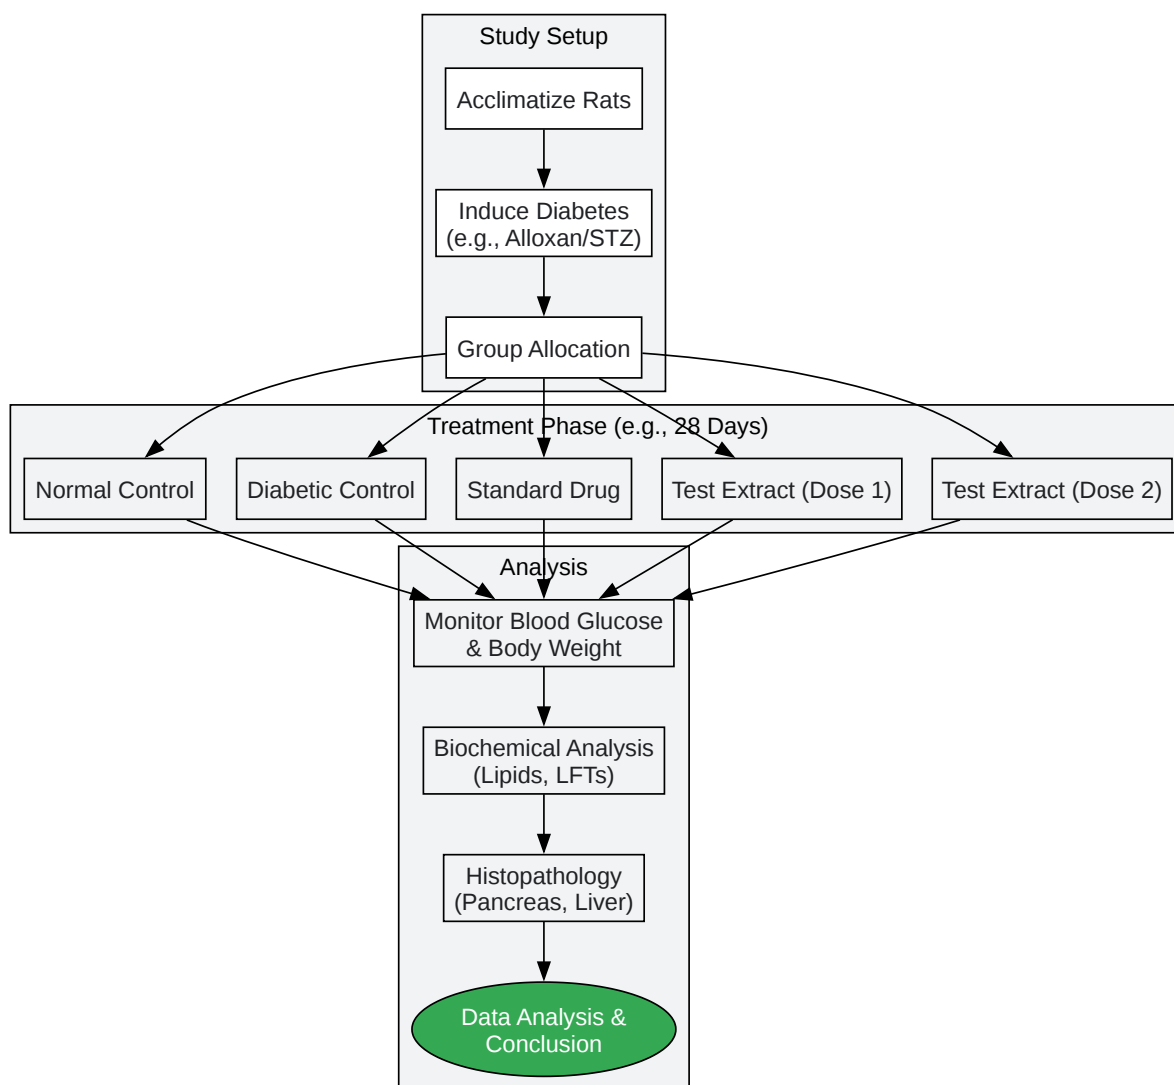 Study Setup
Acclimatize Rats
Induce Diabetes
(e.g., Alloxan/STZ)
Group Allocation
Treatment Phase (e.g., 28 Days)
Normal Control
Diabetic Control
Standard Drug
Test Extract (Dose 1)
Test Extract (Dose 2)
Analysis
Monitor Blood Glucose
& Body Weight
Biochemical Analysis
(Lipids, LFTs)
Histopathology
(Pancreas, Liver)
Data Analysis &
Conclusion